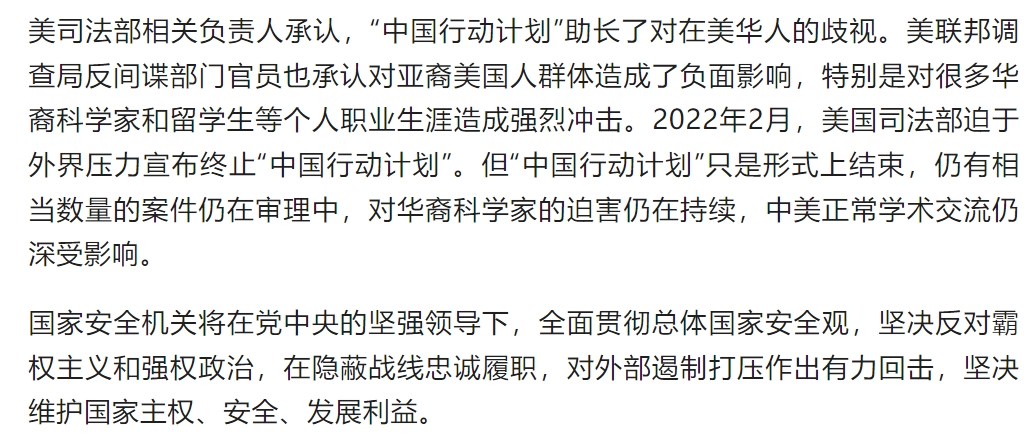 美司法部相关负责人承认，“中国行动计划”助长了对在美华人的歧视。美联邦调
查局反间谍部门官员也承认对亚裔美国人群体造成了负面影响，特别是对很多华
裔科学家和留学生等个人职业生涯造成强烈冲击。2022年2月，美国司法部迫于
外界压力宣布终止“中国行动计划”。但“中国行动计划”只是形式上结束，仍有相
当数量的案件仍在审理中，对华裔科学家的迫害仍在持续，中美正常学术交流仍
深受影响。
国家安全机关将在党中央的坚强领导下，全面贯彻总体国家安全观，坚决反对霸
权主义和强权政治，在隐蔽战线忠诚履职，对外部遏制打压作出有力回击，坚决
维护国家主权、安全、发展利益。